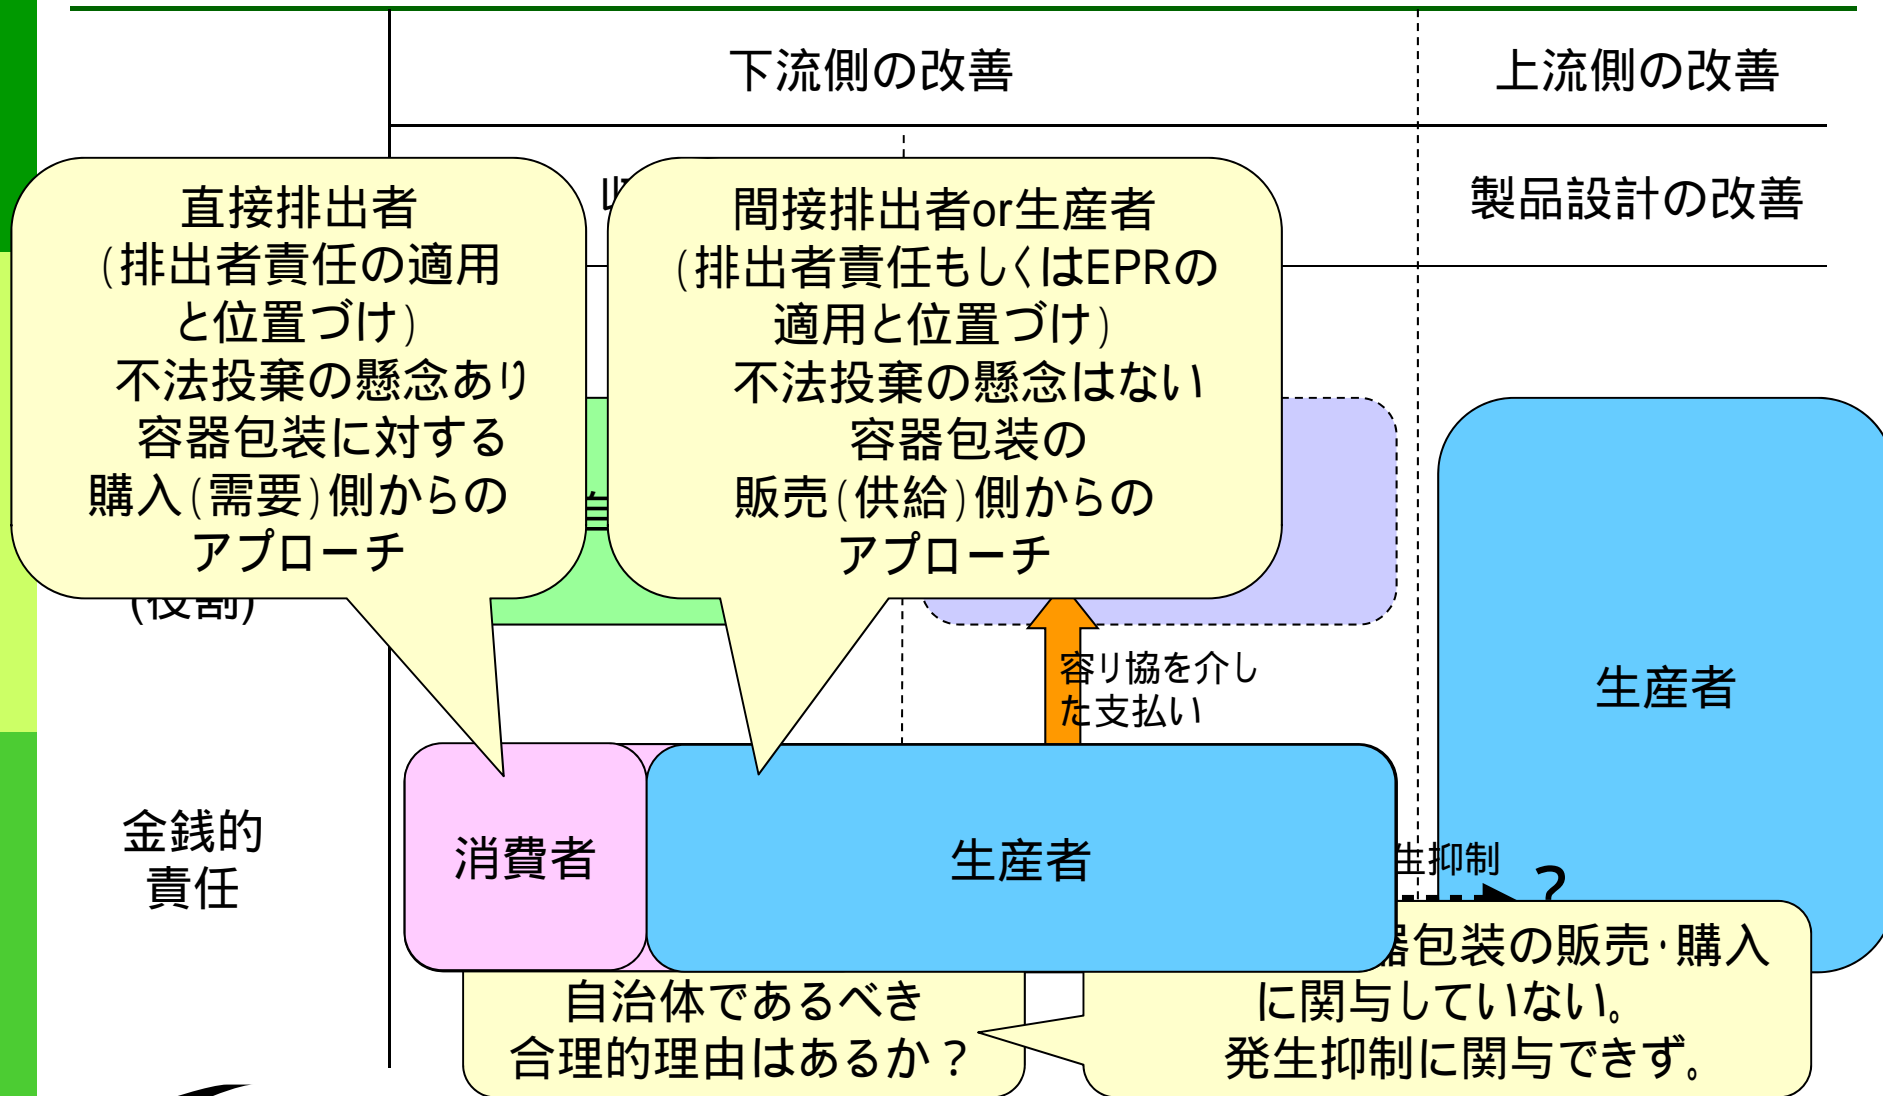 下流側の改善
上流側の改善
製品設計の改善
直接排出者
(排出者責任の適用
と位置づけ)
不法投棄の懸念あり
容器包装に対する
購入(需要)側からの
アプローチ
間接排出者or生産者
(排出者責任もしくはEPRの
適用と位置づけ)
不法投棄の懸念はない
容器包装の
販売(供給)側からの
アプローチ
(役割)
容リ協を介し
た支払い
生産者
金銭的
責任
消費者
生産者
生抑制
?
器包装の販売・購入
に関与していない。
発生抑制に関与できず。
自治体であるべき
合理的理由はあるか?